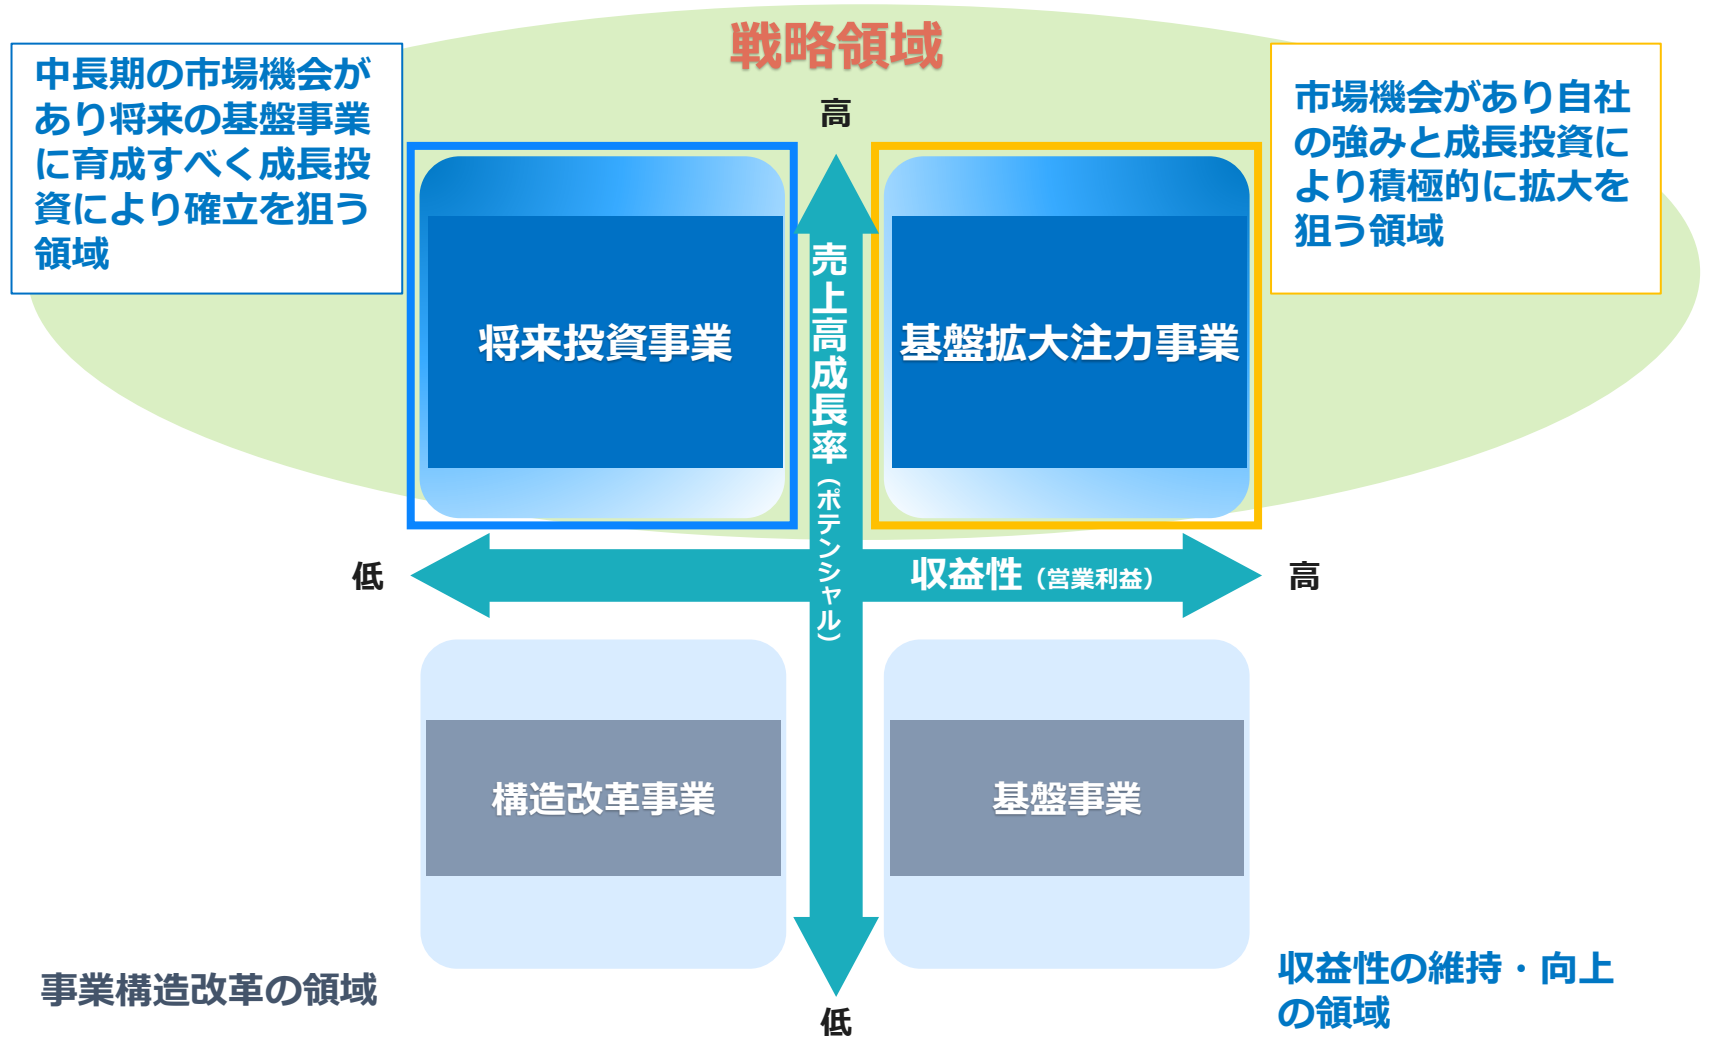 戦略領域
中長期の市場機会が
あり将来の基盤事業
に育成すべく成長投
資により確立を狙う
領域
高
市場機会があり自社
の強みと成長投資に
より積極的に拡大を
狙う領域
将来投資事業
売上高成長率（ポテンシャル）
基盤拡大注力事業
低
収益性（営業利益）
高
構造改革事業
基盤事業
事業構造改革の領域
収益性の維持・向上
の領域
低